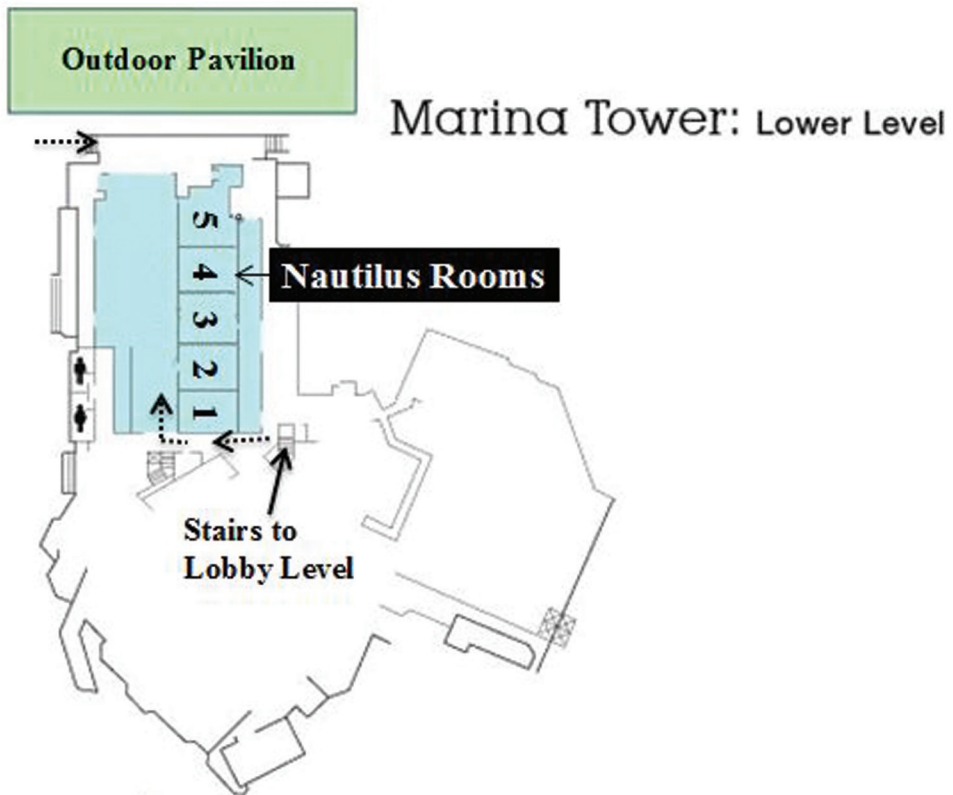 Outdoor Pavilion
Marina Tower: Lower Level
5
4
Nautilus Rooms
3
2
1
Stairs to
Lobby Level